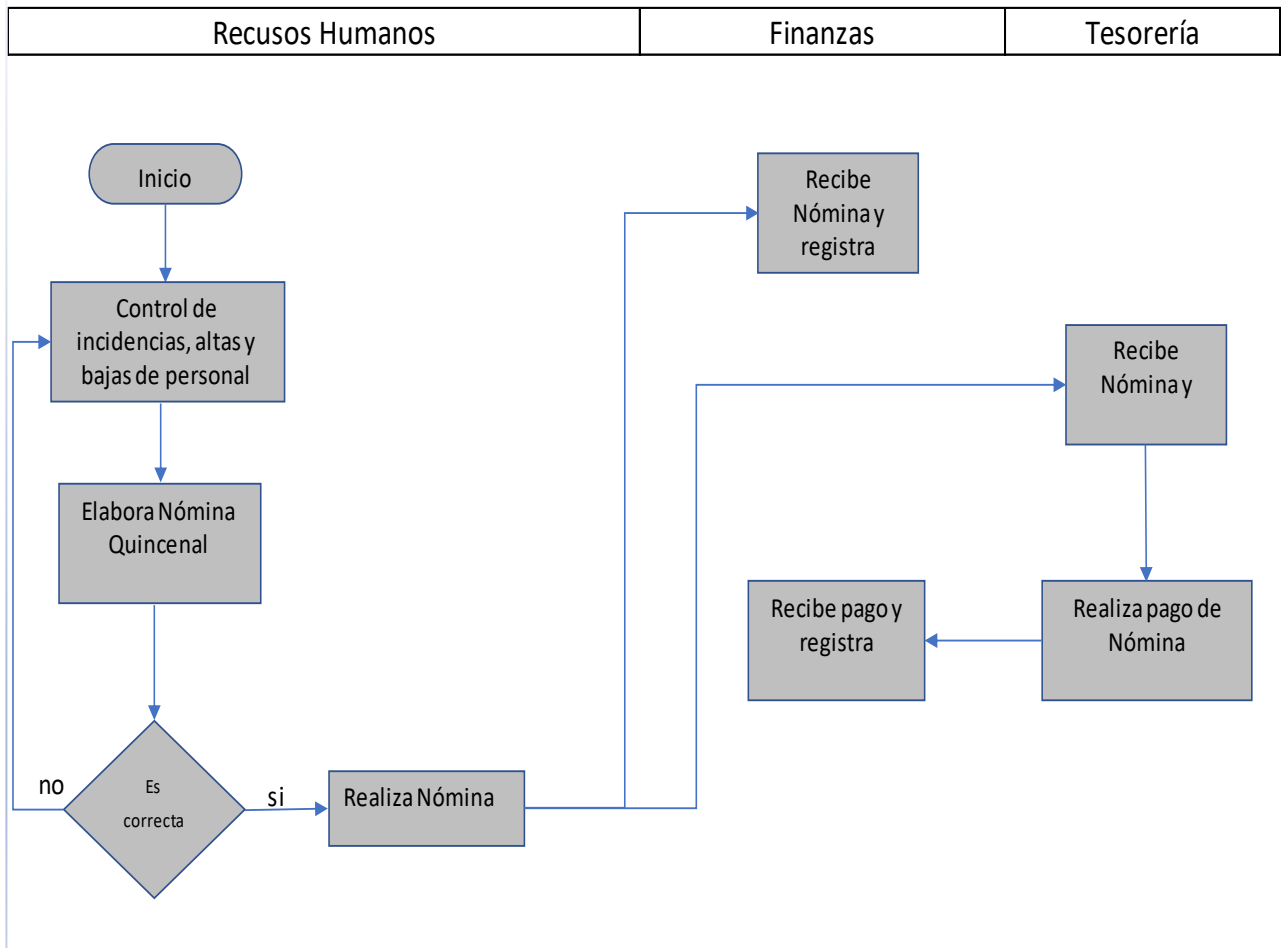 Recusos Humanos
Finanzas
Tesorería
Inicio
Control de
incidencias, altas y
bajas de personal
Elabora Nómina
Quincenal
Es
correcta
no
si
Realiza Nómina
Recibe
Nómina y
registra
Recibe
Nómina y
Realiza pago de
Nómina
Recibe pago y
registra